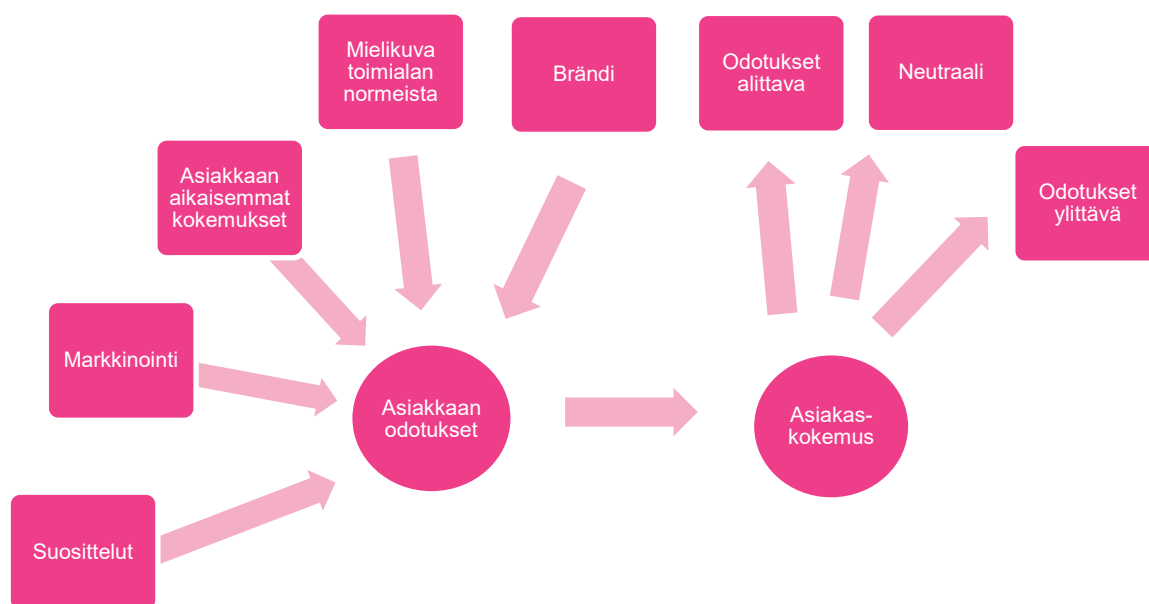 Mielikuva
toimialan
normeista
Brändi
Odotukset
alittava
Neutraali
Asiakkaan
aikaisemmat
kokemukset
Odotukset
ylittävä
Markkinointi
Asiakkaan
odotukset
Asiakas-
kokemus
Suosittelut